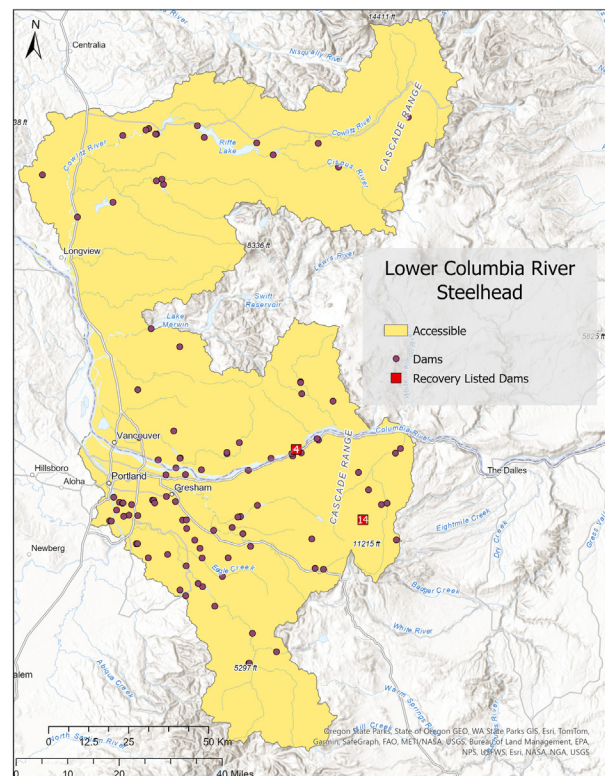 14411 ft
N
Centralia
Nisqually River
Cowlitz River
CASCADE RANGE
38 ft
Cowlitz River
Riffe
Lake
Cispus River
Longview
8336 ft
Lewis River
Lower Columbia River
Steelhead
Accessible
Dams
Recovery Listed Dams
Swift
Reservoir
Lake
Merwin
5825 ft
Vancouver
4
Columbia River
CASCADE RANGE
Hillsboro
Aloha
Portland
Gresham
The Dalles
14
Eightmile Creek
Dry Creek
11215 ft
Newberg
Eagle Creek
Badger Creek
White River
alem
Abiqua Creek
5297 ft
Warm Springs River
Mill Creek
North Santiam River
0 12.5 25 50 Km
Oregon State Parks, State of Oregon GEO, WA State Parks GIS, Esri, TomTom,
Garmin, SafeGraph, FAO, METI/NASA, USGS, Bureau of Land Management, EPA,
NPS, USFWS, Esri, NASA, NGA, USGS
0 10 20 40 Miles